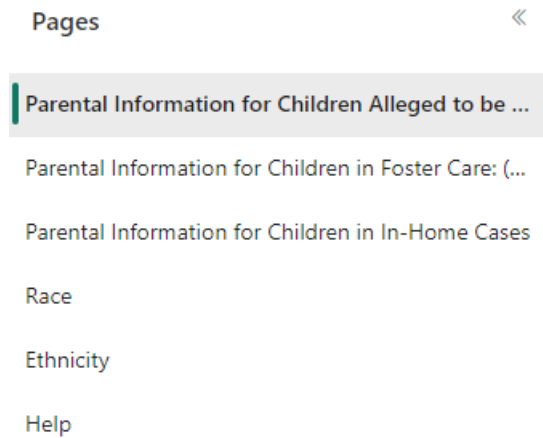 Pages
Parental Information for Children Alleged to be ...
Parental Information for Children in Foster Care: (...
Parental Information for Children in In-Home Cases
Race
Ethnicity
Help